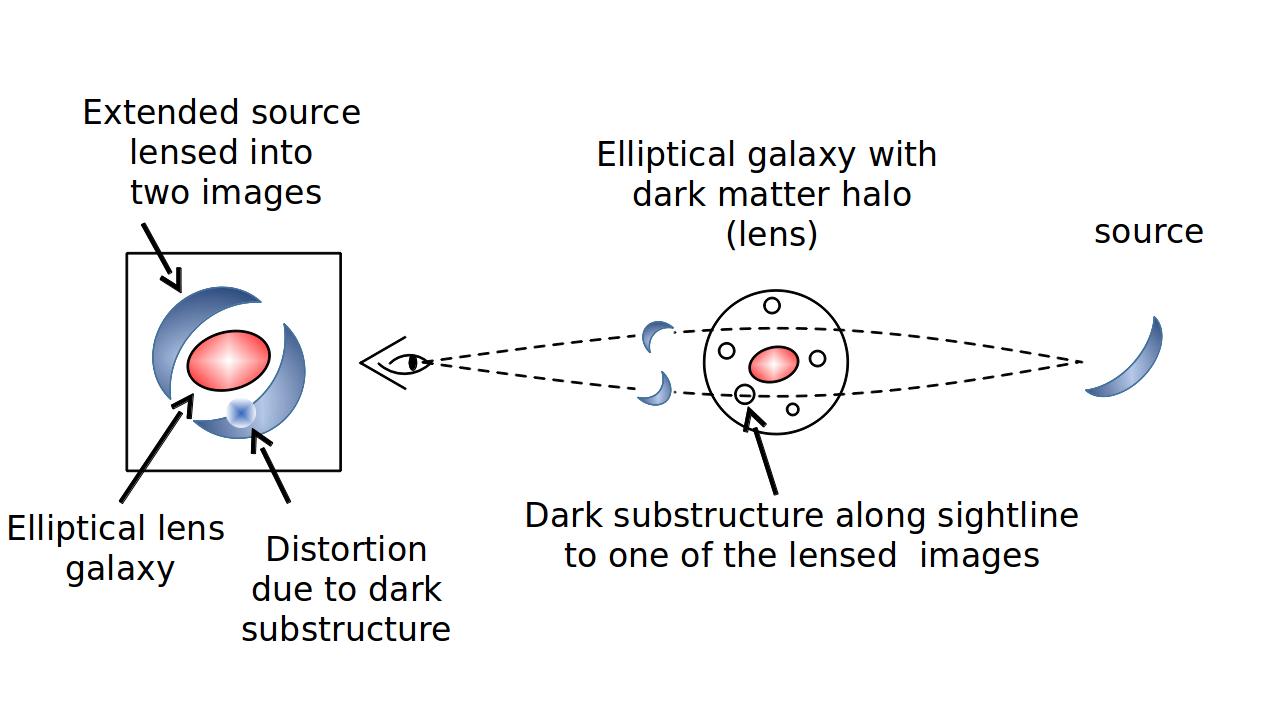 Extended source
lensed into
two images
Elliptical galaxy with
dark matter halo
(lens)
source
Elliptical lens
galaxy
Distortion
due to dark
substructure
Dark substructure along sightline
to one of the lensed  images